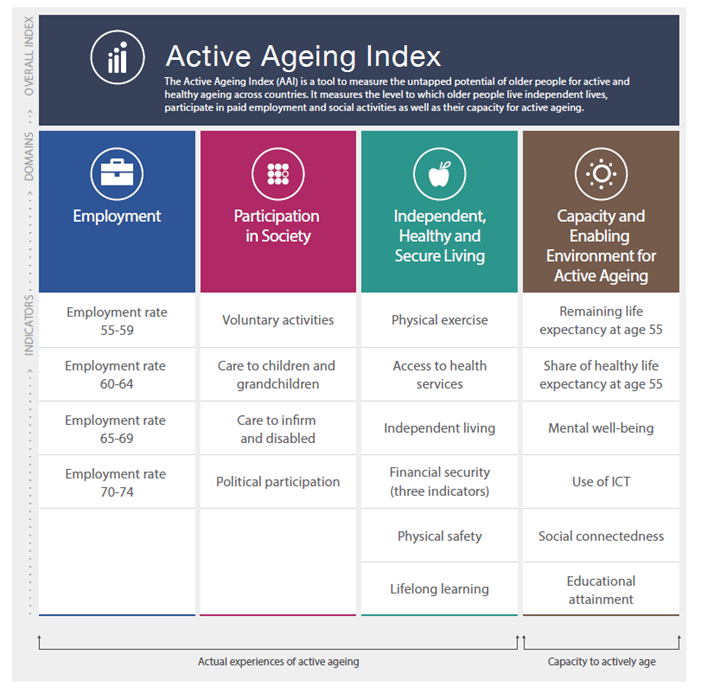 OVERALL INDEX
Active Ageing Index
The Active Ageing Index (AAI) is a tool to measure the untapped potential of older people for active and
healthy ageing across countries. It measures the level to which older people live independent lives,
participate in paid employment and social activities as well as their capacity for active ageing.
DOMAINS
Employment
Participation
in Society
Independent,
Healthy and
Secure Living
Capacity and
Enabling
Environment for
Active Ageing
INDICATORS
Employment rate
55-59
Voluntary activities
Physical exercise
Remaining life
expectancy at age 55
Employment rate
60-64
Care to children and
grandchildren
Access to health
services
Share of healthy life
expectancy at age 55
Employment rate
65-69
Care to infirm
and disabled
Independent living
Mental well-being
Employment rate
70-74
Political participation
Financial security
(three indicators)
Use of ICT
Physical safety
Social connectedness
Lifelong learning
Educational
attainment
Actual experiences of active ageing
Capacity to actively age